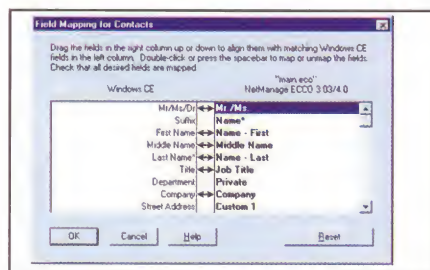 Field Mapping for Contacts
Drag the fields in the right column up or down to align them with matching Windows CE
fields in the left column. Double-click or press the spacebar to map or unmap the fields.
Check that all desired fields are mapped.
"main.eco"
Windows CE NetManage ECCO 3.03/4.0
Mr/Ms/Dr Mr./Ms.
Suffix Name*
First Name Name - First
Middle Name Middle Name
Last Name* Name - Last
Title Job Title
Department Private
Company Company
Street Address Custom 1
OK Cancel Help Reset